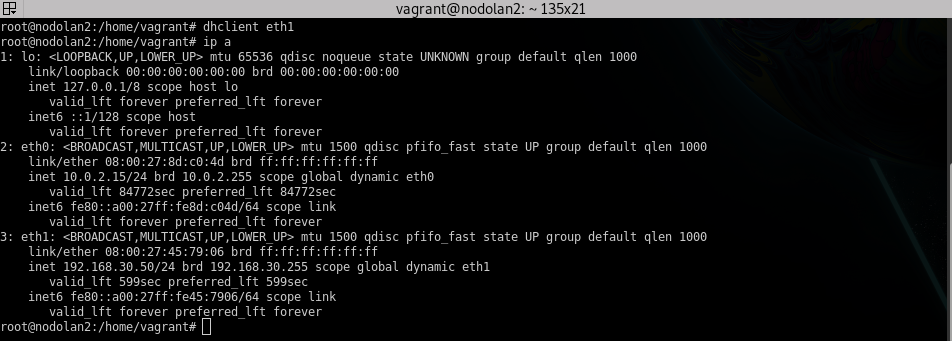 vagrant@nodolan2: ~ 135x21
root@nodolan2:/home/vagrant# dhclient eth1
root@nodolan2:/home/vagrant# ip a
1: lo: <LOOPBACK,UP,LOWER_UP> mtu 65536 qdisc noqueue state UNKNOWN group default qlen 1000
    link/loopback 00:00:00:00:00:00 brd 00:00:00:00:00:00
    inet 127.0.0.1/8 scope host lo
       valid_lft forever preferred_lft forever
    inet6 ::1/128 scope host
       valid_lft forever preferred_lft forever
2: eth0: <BROADCAST,MULTICAST,UP,LOWER_UP> mtu 1500 qdisc pfifo_fast state UP group default qlen 1000
    link/ether 08:00:27:8d:c0:4d brd ff:ff:ff:ff:ff:ff
    inet 10.0.2.15/24 brd 10.0.2.255 scope global dynamic eth0
       valid_lft 84772sec preferred_lft 84772sec
    inet6 fe80::a00:27ff:fe8d:c04d/64 scope link
       valid_lft forever preferred_lft forever
3: eth1: <BROADCAST,MULTICAST,UP,LOWER_UP> mtu 1500 qdisc pfifo_fast state UP group default qlen 1000
    link/ether 08:00:27:45:79:06 brd ff:ff:ff:ff:ff:ff
    inet 192.168.30.50/24 brd 192.168.30.255 scope global dynamic eth1
       valid_lft 599sec preferred_lft 599sec
    inet6 fe80::a00:27ff:fe45:7906/64 scope link
       valid_lft forever preferred_lft forever
root@nodolan2:/home/vagrant#